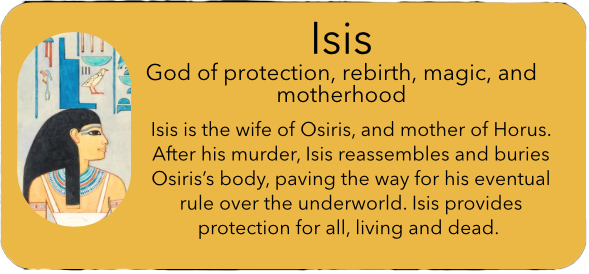 Isis
God of protection, rebirth, magic, and
motherhood
Isis is the wife of Osiris, and mother of Horus.
After his murder, Isis reassembles and buries
Osiris's body, paving the way for his eventual
rule over the underworld. Isis provides
protection for all, living and dead.